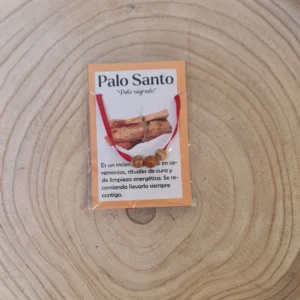 Palo Santo
"Palo sagrado"
Es un incien en ce-
remonias, rituales de cura y
de limpieza energética. Se re-
comienda llevarlo siempre
contigo.